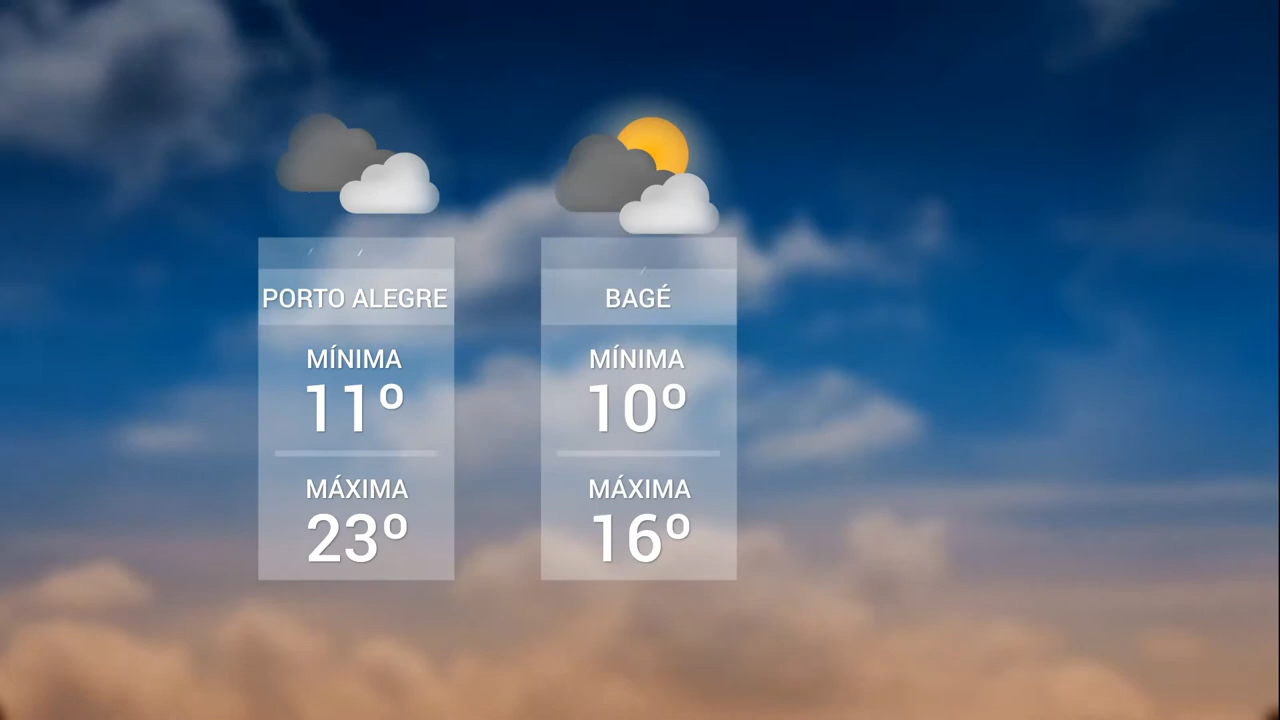 PORTO ALEGRE
MÍNIMA
11º
MÁXIMA
23º
BAGÉ
MÍNIMA
10º
MÁXIMA
16º